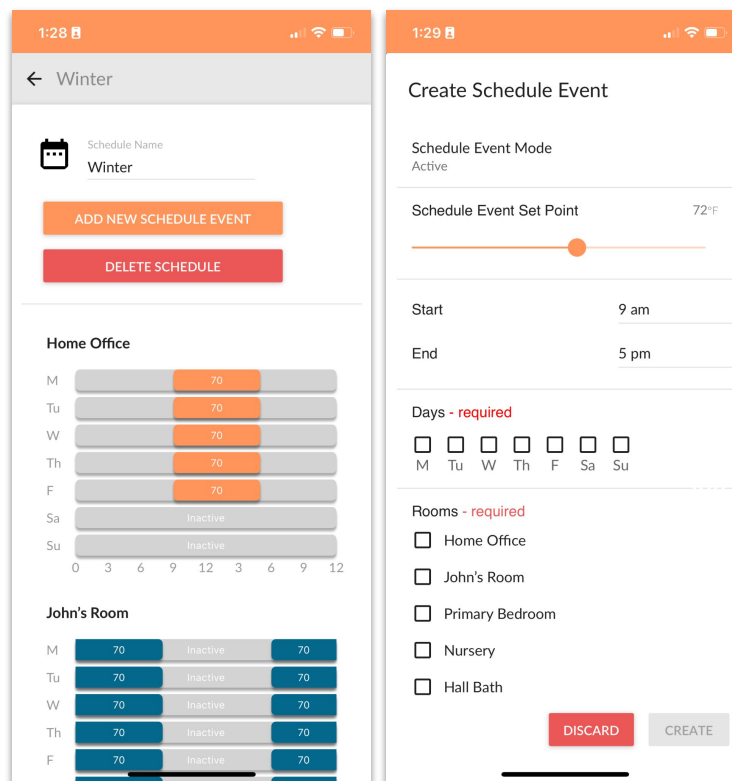 1:28
Winter
Schedule Name
Winter
ADD NEW SCHEDULE EVENT
DELETE SCHEDULE
Home Office
M 70
Tu 70
W 70
Th 70
F 70
Sa Inactive
Su Inactive
0 3 6 9 12 3 6 9 12
John's Room
M 70 Inactive 70
Tu 70 Inactive 70
W 70 Inactive 70
Th 70 Inactive 70
F 70 Inactive 70
1:29
Create Schedule Event
Schedule Event Mode
Active
Schedule Event Set Point 72°F
Start 9 am
End 5 pm
Days - required
M Tu W Th F Sa Su
Rooms - required
Home Office
John's Room
Primary Bedroom
Nursery
Hall Bath
DISCARD CREATE